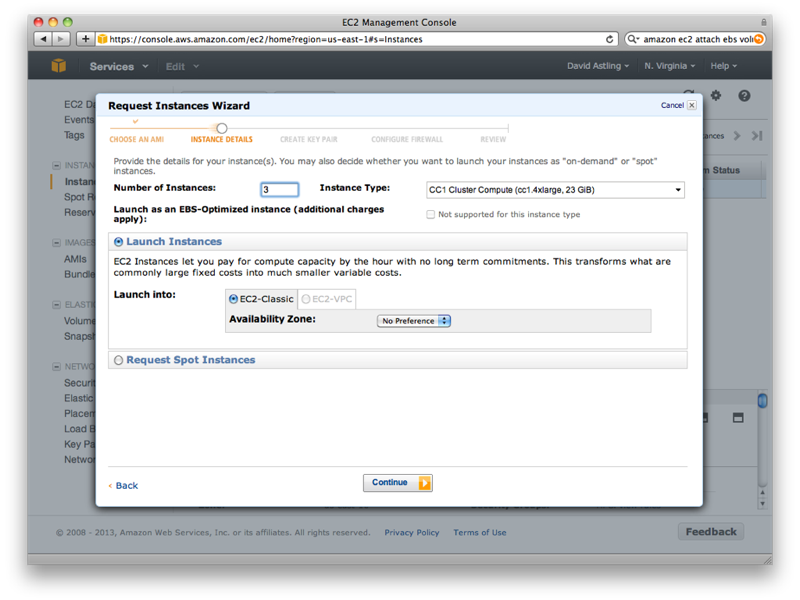 EC2 Management Console
https://console.aws.amazon.com/ec2/home?region=us-east-1#s=Instances
amazon ec2 attach ebs volu
Services
Edit
David Astling
N. Virginia
Help
EC2 Da
Events
Tags
INSTAN
Instan
Spot R
Reserv
IMAGES
AMIs
Bundle
ELASTI
Volume
Snapsh
NETWO
Securit
Elastic
Placem
Load B
Key Pa
Networ
ances
m Status
Request Instances Wizard
Cancel
CHOOSE AN AMI
INSTANCE DETAILS
CREATE KEY PAIR
CONFIGURE FIREWALL
REVIEW
Provide the details for your instance(s). You may also decide whether you want to launch your instances as "on-demand" or "spot"
instances.
Number of Instances: 3 Instance Type: CC1 Cluster Compute (cc1.4xlarge, 23 GiB)
Launch as an EBS-Optimized instance (additional charges
apply):
Not supported for this instance type
Launch Instances
EC2 Instances let you pay for compute capacity by the hour with no long term commitments. This transforms what are
commonly large fixed costs into much smaller variable costs.
Launch into:
EC2-Classic
EC2-VPC
Availability Zone: No Preference
Request Spot Instances
‹ Back
Continue
© 2008 - 2013, Amazon Web Services, Inc. or its affiliates. All rights reserved. Privacy Policy Terms of Use
Feedback